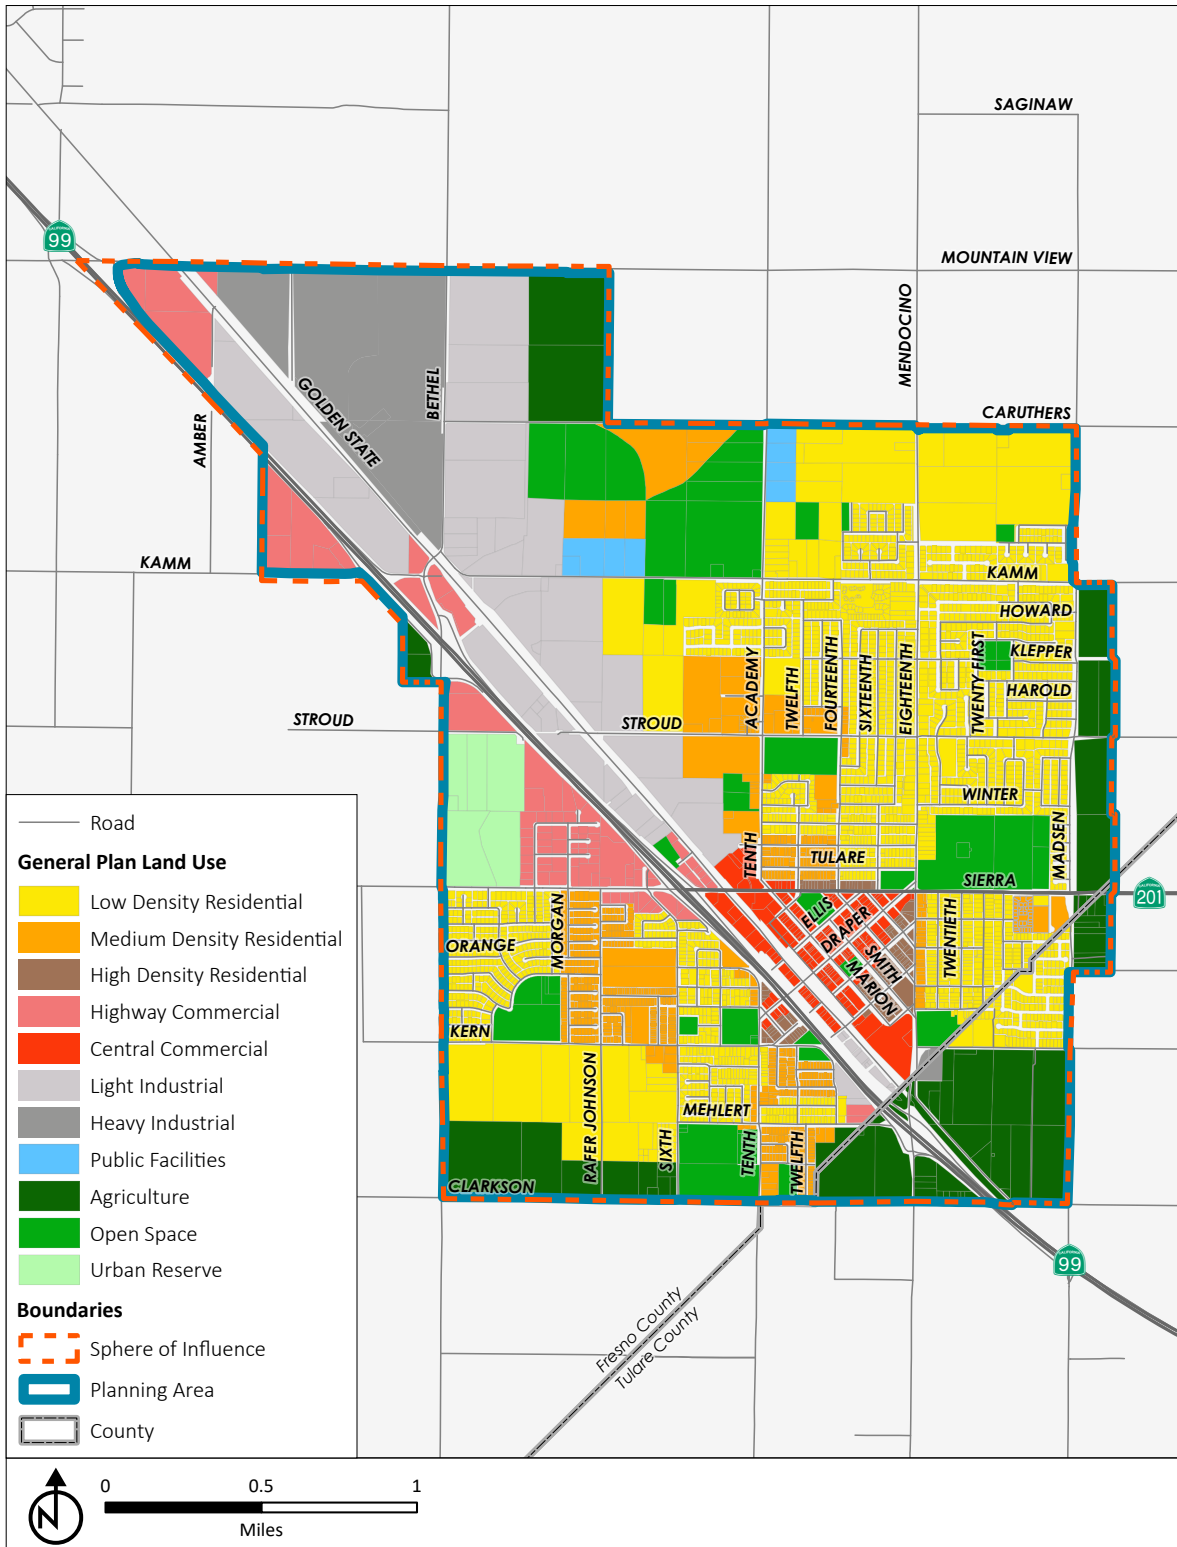 SAGINAW
CALIFORNIA
99
MOUNTAIN VIEW
MENDOCINO
GOLDEN STATE
BETHEL
CARUTHERS
AMBER
KAMM
KAMM
HOWARD
KLEPPER
TWENTY FIRST
HAROLD
ACADEMY
TWELFTH
FOURTEENTH
SIXTEENTH
EIGHTEENTH
STROUD
STROUD
WINTER
MADSEN
TENTH
TULARE
SIERRA
CALIFORNIA
201
ELLIS
DRAPER
SMITH
MARION
TWENTIETH
MORGAN
ORANGE
KERN
RAFER JOHNSON
MEHLERT
SIXTH
TENTH
TWELFTH
CLARKSON
CALIFORNIA
99
Fresno County
Tulare County
Road
General Plan Land Use
Low Density Residential
Medium Density Residential
High Density Residential
Highway Commercial
Central Commercial
Light Industrial
Heavy Industrial
Public Facilities
Agriculture
Open Space
Urban Reserve
Boundaries
Sphere of Influence
Planning Area
County
N
0 0.5 1
Miles